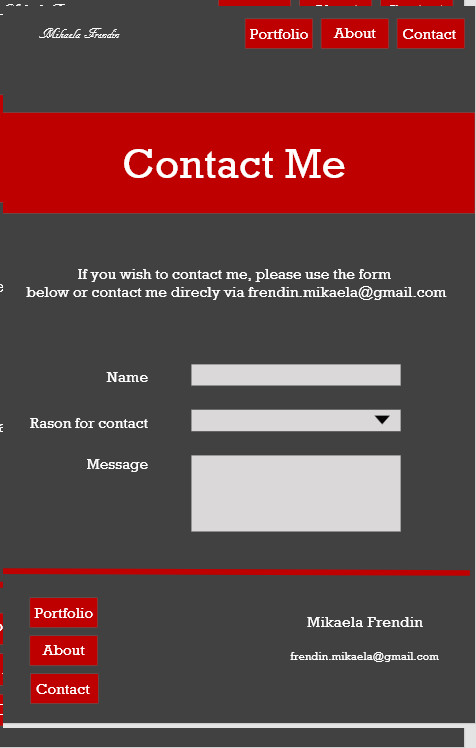 Mikaela Frendin
Portfolio
About
Contact
Contact Me
If you wish to contact me, please use the form
below or contact me direcly via frendin.mikaela@gmail.com
Name
Rason for contact
Message
Portfolio
About
Contact
Mikaela Frendin
frendin.mikaela@gmail.com